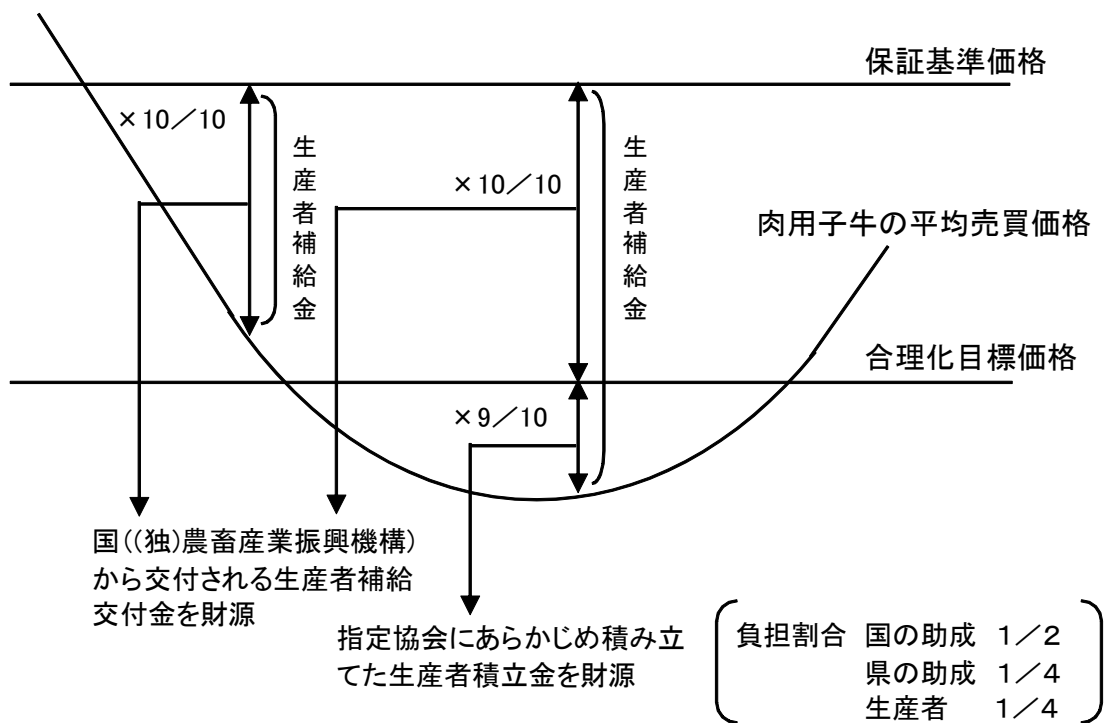 保証基準価格
×10／10
生産者補給金
×10／10
生産者補給金
肉用子牛の平均売買価格
合理化目標価格
×9／10
国((独)農畜産業振興機構)
から交付される生産者補給
交付金を財源
指定協会にあらかじめ積み立
てた生産者積立金を財源
負担割合 国の助成 1／2
県の助成 1／4
生産者 1／4